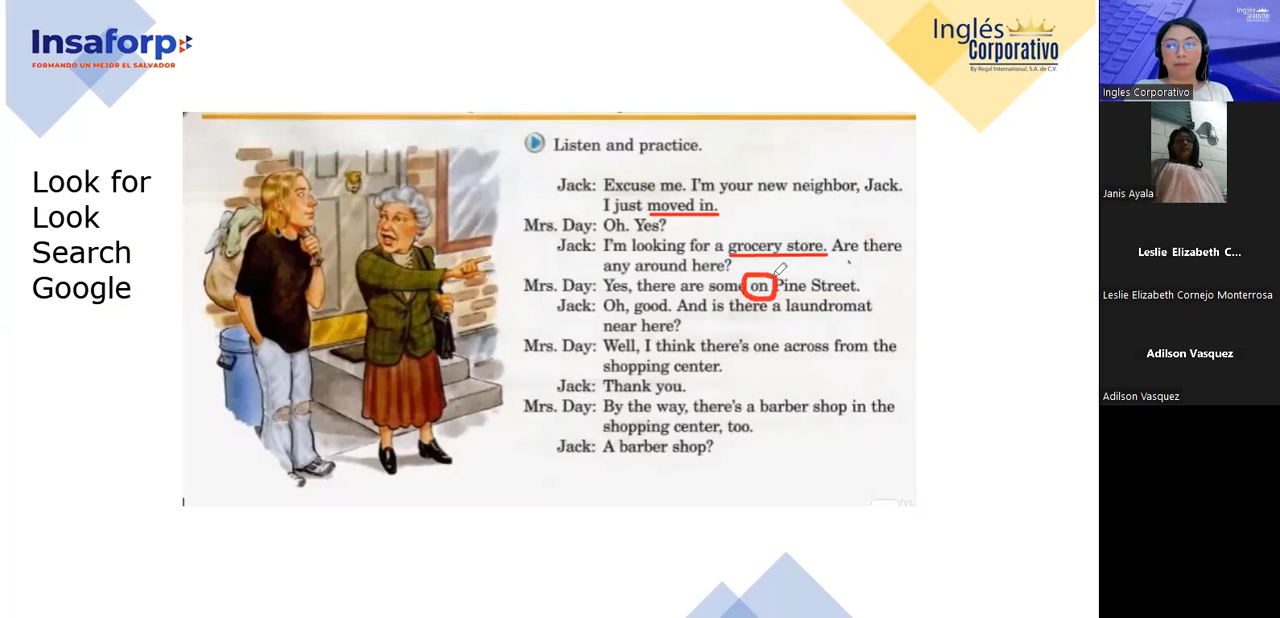 Insaforp
FORMANDO UN MEJOR EL SALVADOR
Inglés
Corporativo
By Regal International, S.A. de C.V.
Look for
Look
Search
Google
Listen and practice.
Jack: Excuse me. I'm your new neighbor, Jack.
I just moved in.
Mrs. Day: Oh. Yes?
Jack: I'm looking for a grocery store. Are there
any around here?
Mrs. Day: Yes, there are some on Pine Street.
Jack: Oh, good. And is there a laundromat
near here?
Mrs. Day: Well, I think there's one across from the
shopping center.
Jack: Thank you.
Mrs. Day: By the way, there's a barber shop in the
shopping center, too.
Jack: A barber shop?
Inglés
Corporativo
Ingles Corporativo
Janis Ayala
Leslie Elizabeth C...
Leslie Elizabeth Cornejo Monterrosa
Adilson Vasquez
Adilson Vasquez